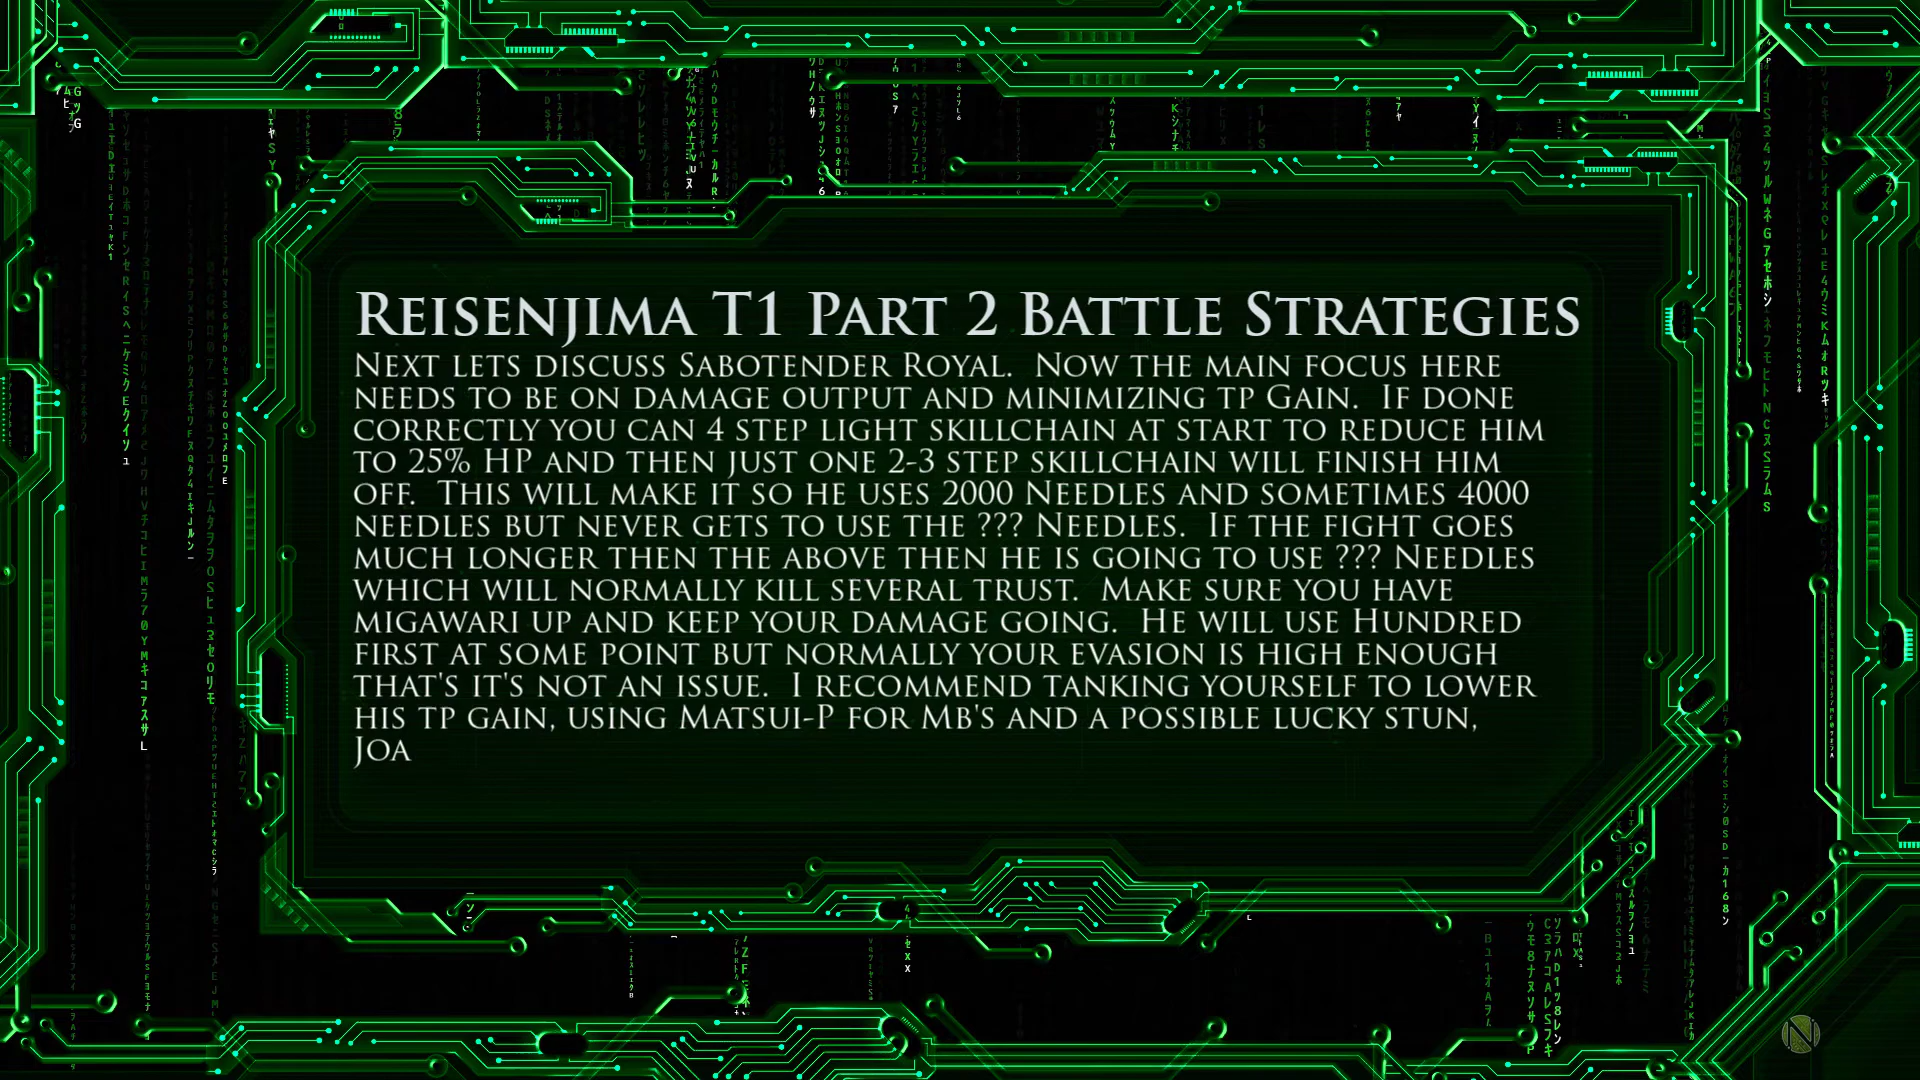 Reisenjima T1 Part 2 Battle Strategies
Next lets discuss Sabotender Royal.  Now the main focus here
needs to be on damage output and minimizing tp Gain.  If done
correctly you can 4 step light skillchain at start to reduce him
to 25% HP and then just one 2-3 step skillchain will finish him
off.  This will make it so he uses 2000 Needles and sometimes 4000
needles but never gets to use the ??? Needles.  If the fight goes
much longer then the above then he is going to use ??? Needles
which will normally kill several trust.  Make sure you have
migawari up and keep your damage going.  He will use Hundred
first at some point but normally your evasion is high enough
that's it's not an issue.  I recommend tanking yourself to lower
his tp gain, using Matsui-P for Mb's and a possible lucky stun,
Joa
N